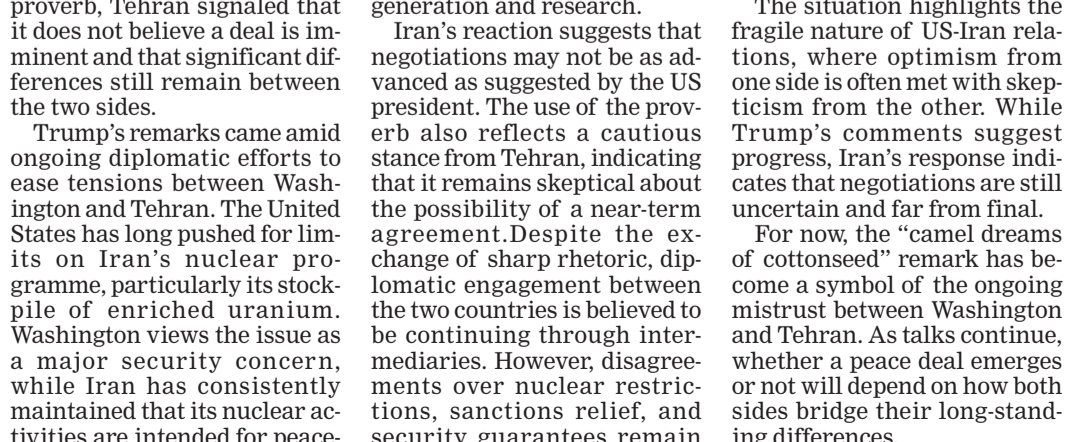 proverb, Tehran signaled that
it does not believe a deal is im-
minent and that significant dif-
ferences still remain between
the two sides.
Trump's remarks came amid
ongoing diplomatic efforts to
ease tensions between Wash-
ington and Tehran. The United
States has long pushed for lim-
its on Iran's nuclear pro-
gramme, particularly its stock-
pile of enriched uranium.
Washington views the issue as
a major security concern,
while Iran has consistently
maintained that its nuclear ac-
tivities are intended for peace-
generation and research.
Iran's reaction suggests that
negotiations may not be as ad-
vanced as suggested by the US
president. The use of the prov-
erb also reflects a cautious
stance from Tehran, indicating
that it remains skeptical about
the possibility of a near-term
agreement.Despite the ex-
change of sharp rhetoric, dip-
lomatic engagement between
the two countries is believed to
be continuing through inter-
mediaries. However, disagree-
ments over nuclear restric-
tions, sanctions relief, and
security guarantees remain
The situation highlights the
fragile nature of US-Iran rela-
tions, where optimism from
one side is often met with skep-
ticism from the other. While
Trump's comments suggest
progress, Iran's response indi-
cates that negotiations are still
uncertain and far from final.
For now, the “camel dreams
of cottonseed” remark has be-
come a symbol of the ongoing
mistrust between Washington
and Tehran. As talks continue,
whether a peace deal emerges
or not will depend on how both
sides bridge their long-stand-
ing differences.